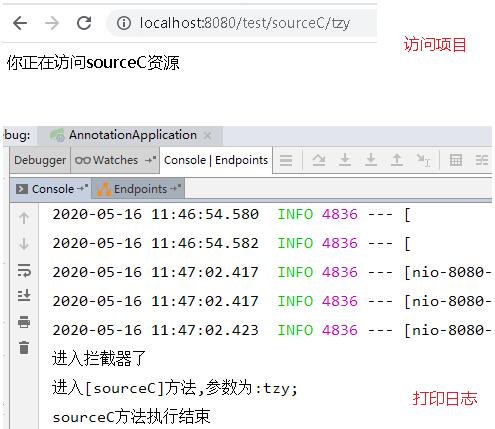 localhost:8080/test/sourceC/tzy
访问项目
你正在访问sourceC资源
bug: AnnotationApplication
Debugger Watches Console | Endpoints
Console Endpoints
2020-05-16 11:46:54.580 INFO 4836 --- [
2020-05-16 11:46:54.582 INFO 4836 --- [
2020-05-16 11:47:02.417 INFO 4836 --- [nio-8080-
2020-05-16 11:47:02.417 INFO 4836 --- [nio-8080-
2020-05-16 11:47:02.423 INFO 4836 --- [nio-8080-
进入拦截器了
进入[sourceC]方法,参数为:tzy;
打印日志
sourceC方法执行结束